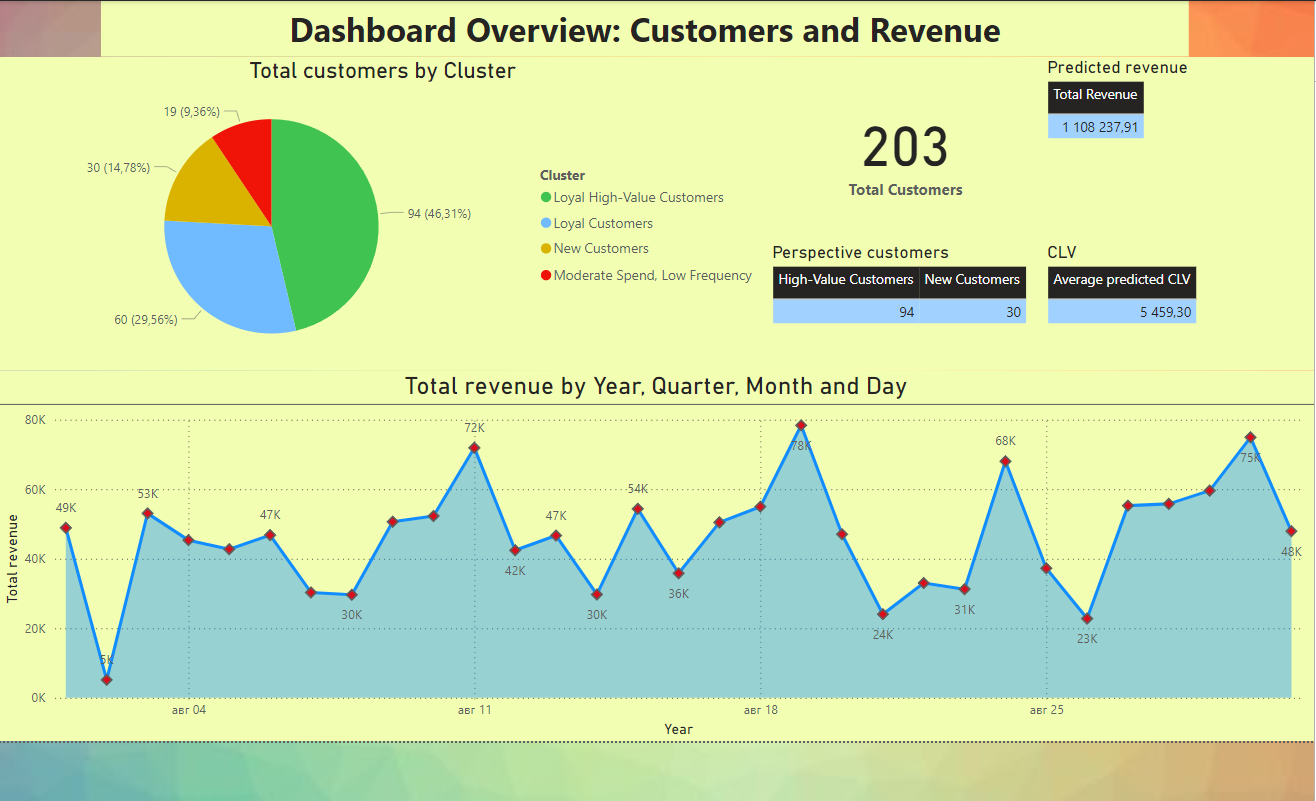 Dashboard Overview: Customers and Revenue
Total customers by Cluster
19 (9,36%)
30 (14,78%)
94 (46,31%)
60 (29,56%)
Cluster
Loyal High-Value Customers
Loyal Customers
New Customers
Moderate Spend, Low Frequency
203
Total Customers
Predicted revenue
Total Revenue
1 108 237,91
Perspective customers
High-Value Customers New Customers
94 30
CLV
Average predicted CLV
5 459,30
Total revenue by Year, Quarter, Month and Day
Total revenue
80K
60K
40K
20K
0K
49K
5K
53K
47K
30K
72K
42K
47K
30K
54K
36K
78K
24K
31K
68K
23K
75K
48K
авг 04
авг 11
авг 18
авг 25
Year